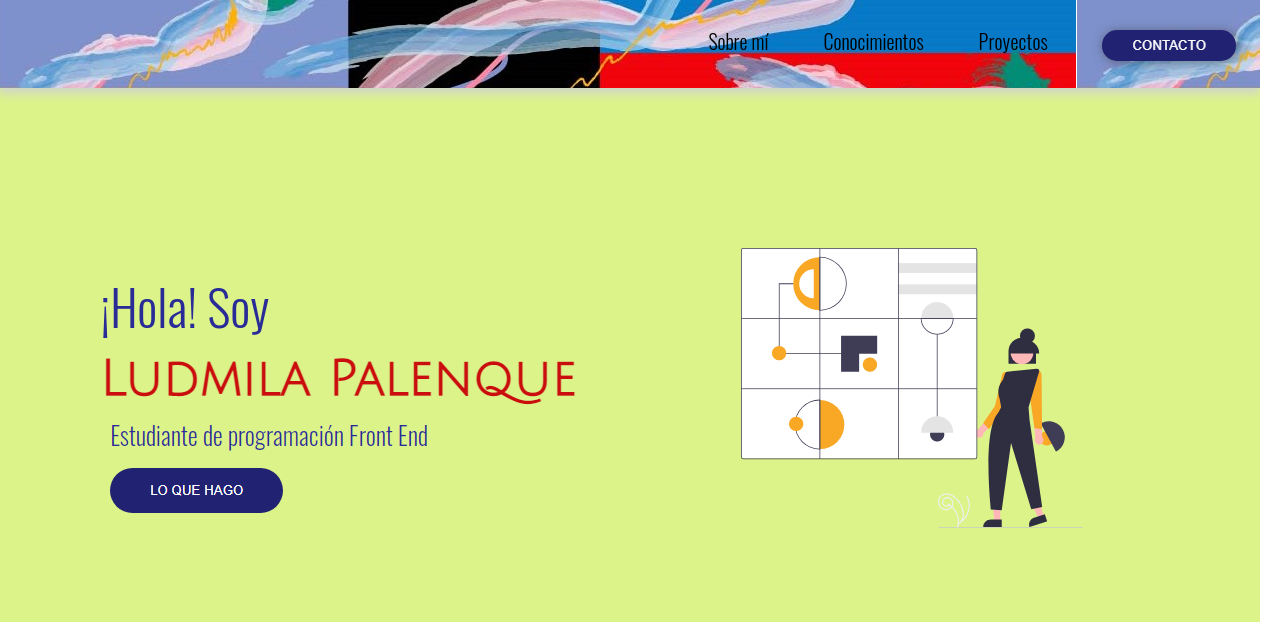 Sobre mí Conocimientos Proyectos CONTACTO
¡Hola! Soy
Ludmila Palenque
Estudiante de programación Front End
LO QUE HAGO